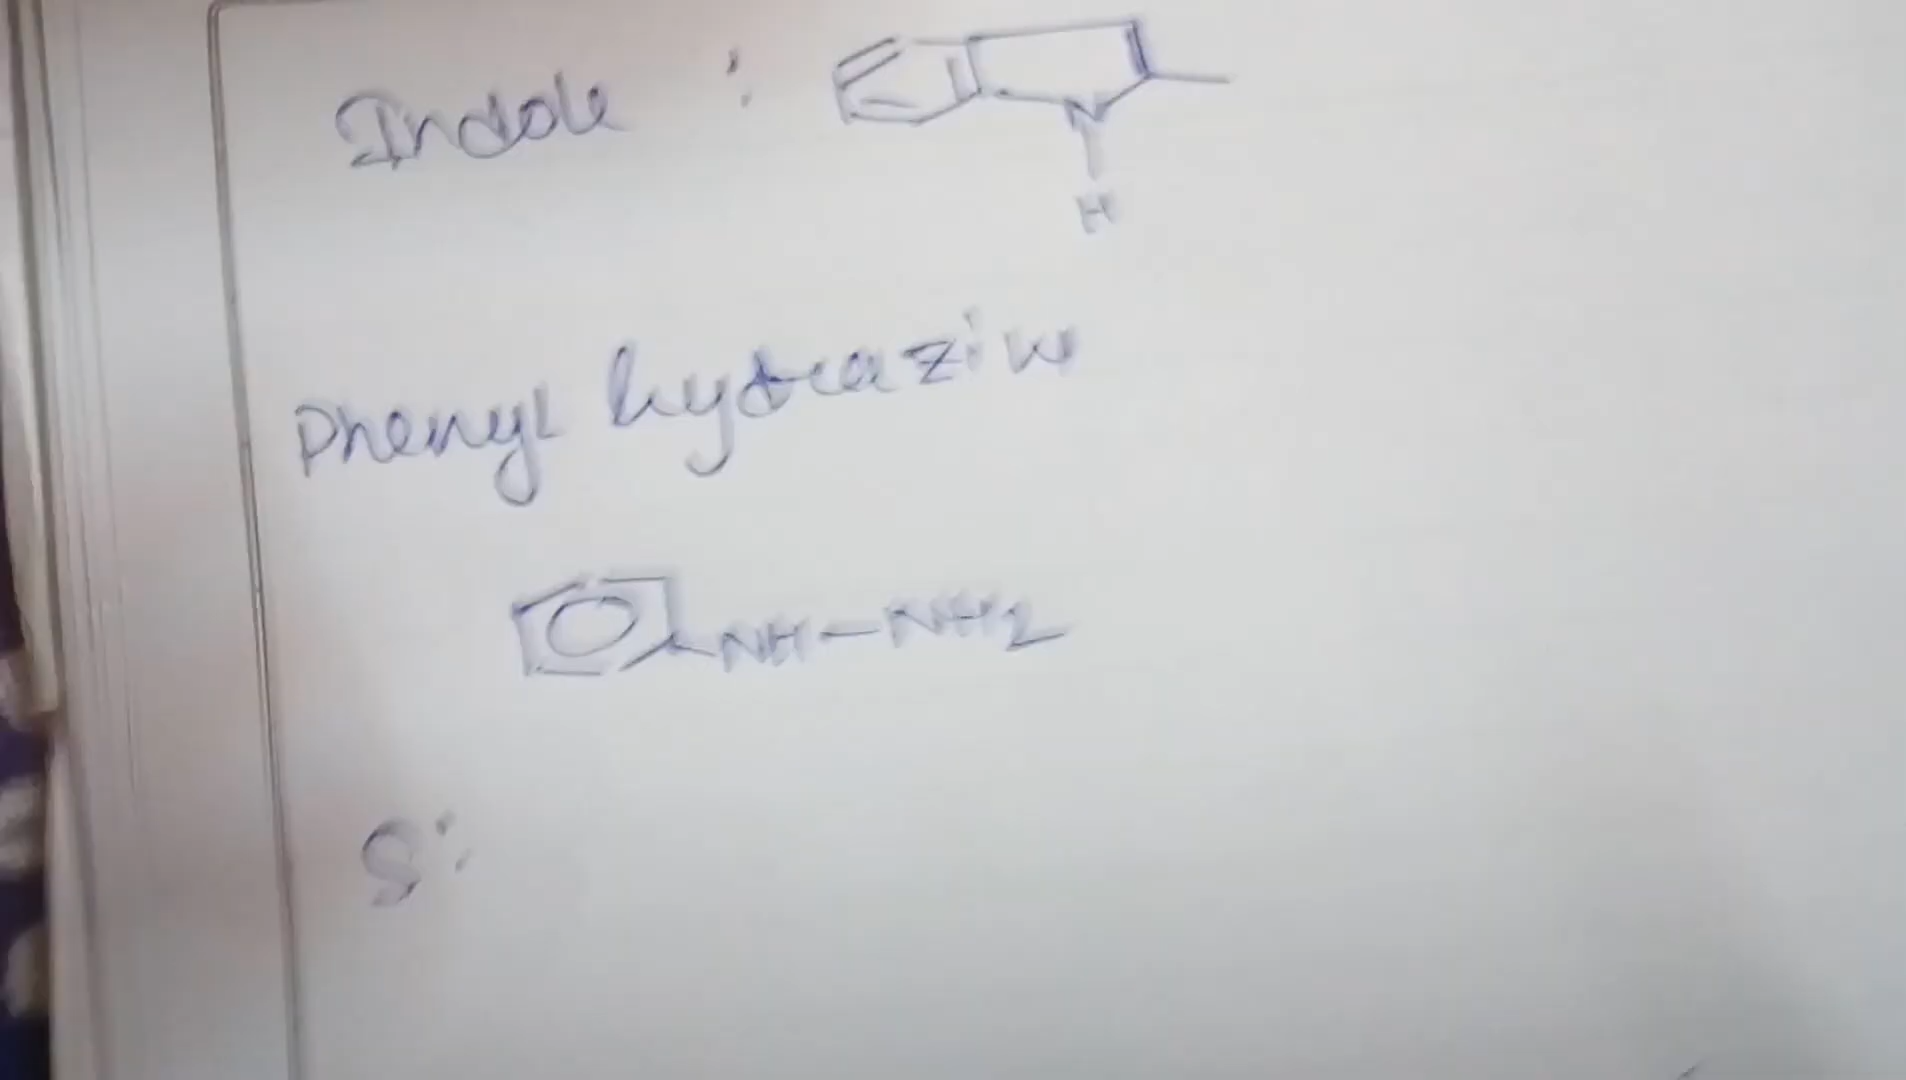 Indole :
N
H
Phenyl hydrazine
NH-NH2
S: